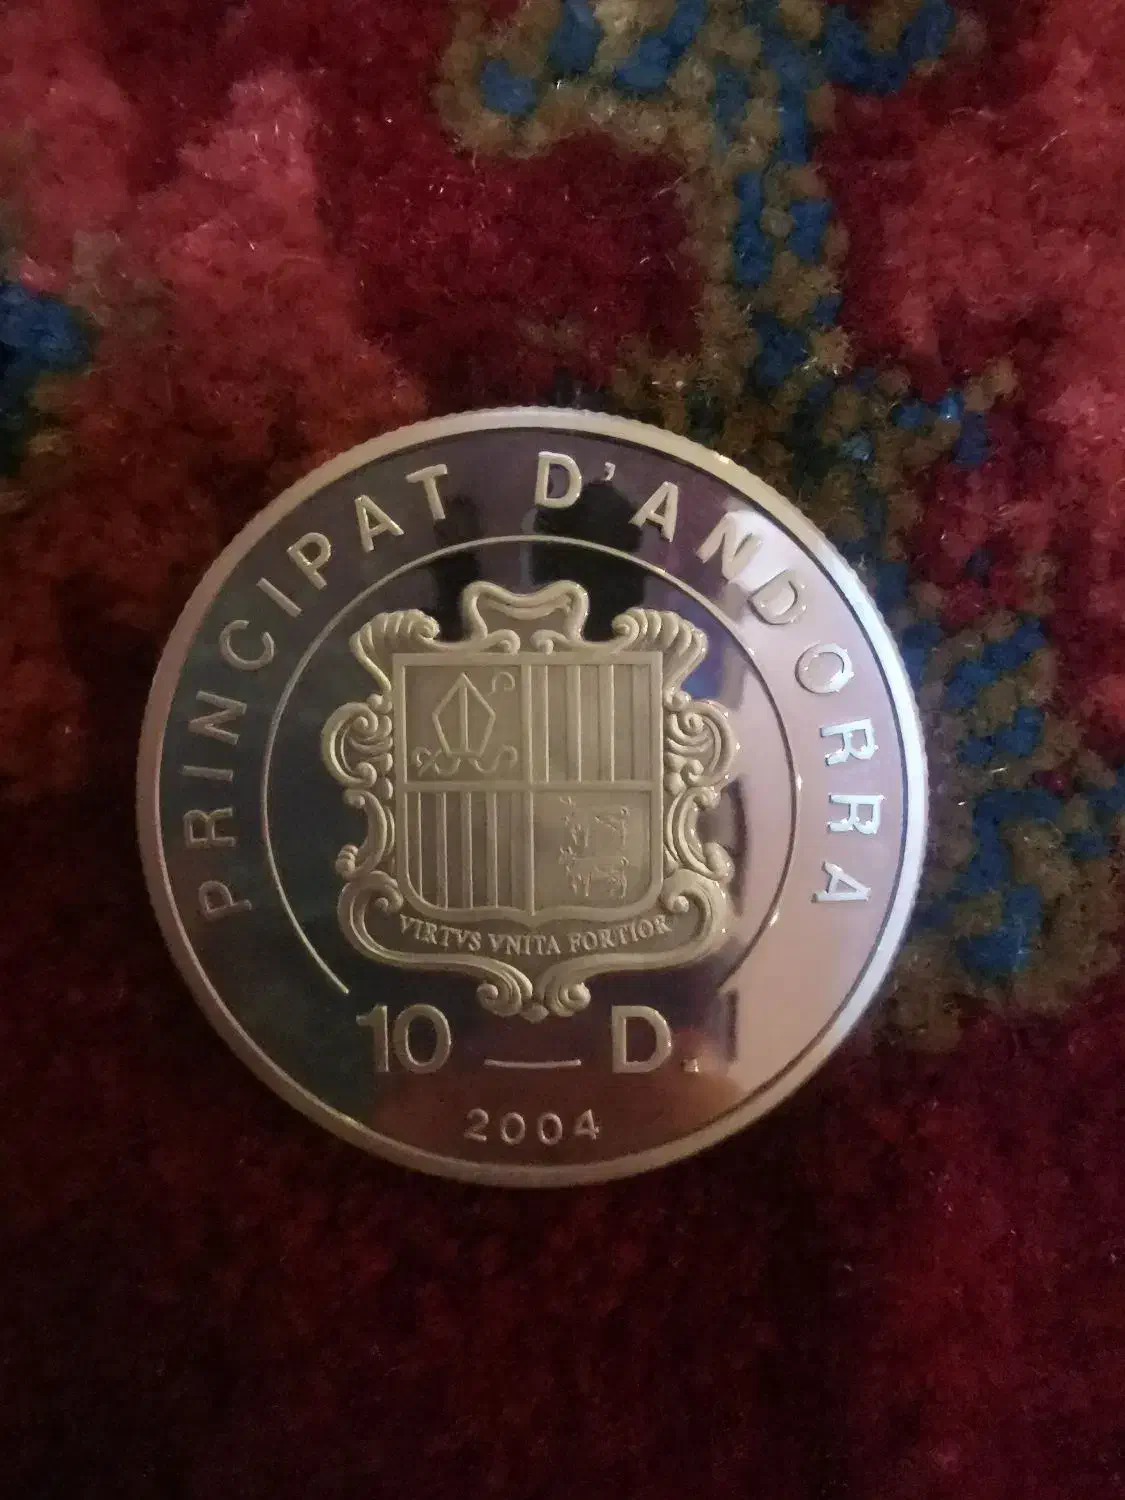 PRINCIPAT D'ANDORRA
VIRTVS VNITA FORTIOR
10 — D.
2004